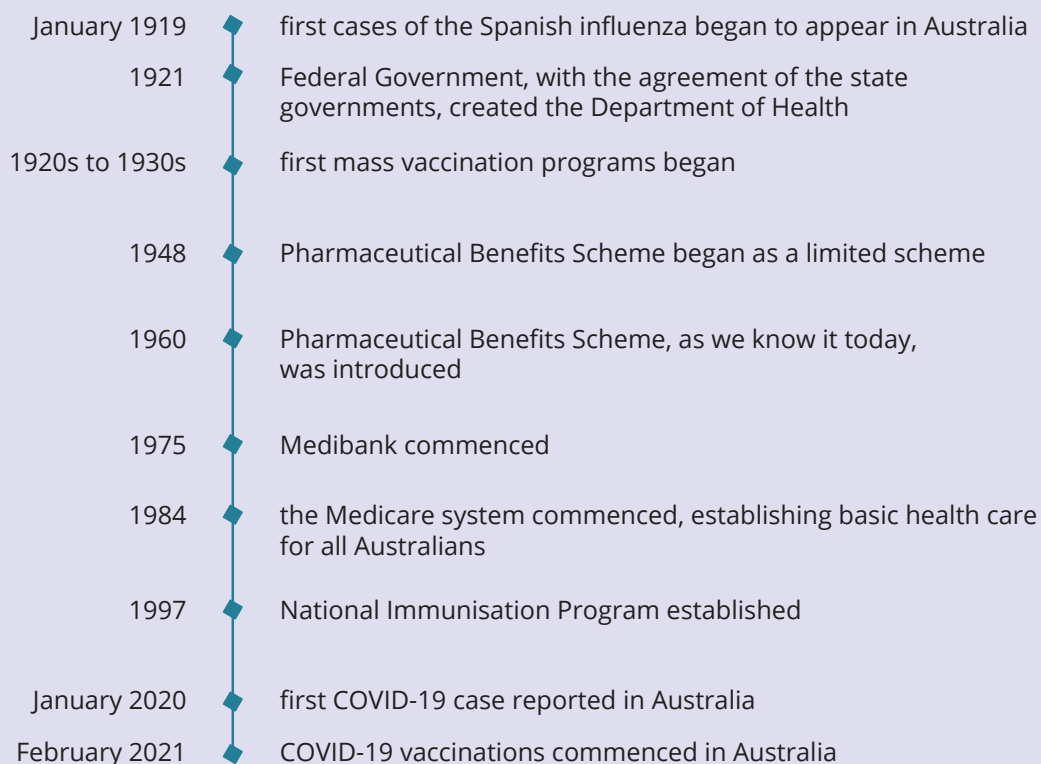 January 1919 first cases of the Spanish influenza began to appear in Australia
1921 Federal Government, with the agreement of the state
governments, created the Department of Health
1920s to 1930s first mass vaccination programs began
1948 Pharmaceutical Benefits Scheme began as a limited scheme
1960 Pharmaceutical Benefits Scheme, as we know it today,
was introduced
1975 Medibank commenced
1984 the Medicare system commenced, establishing basic health care
for all Australians
1997 National Immunisation Program established
January 2020 first COVID-19 case reported in Australia
February 2021 COVID-19 vaccinations commenced in Australia